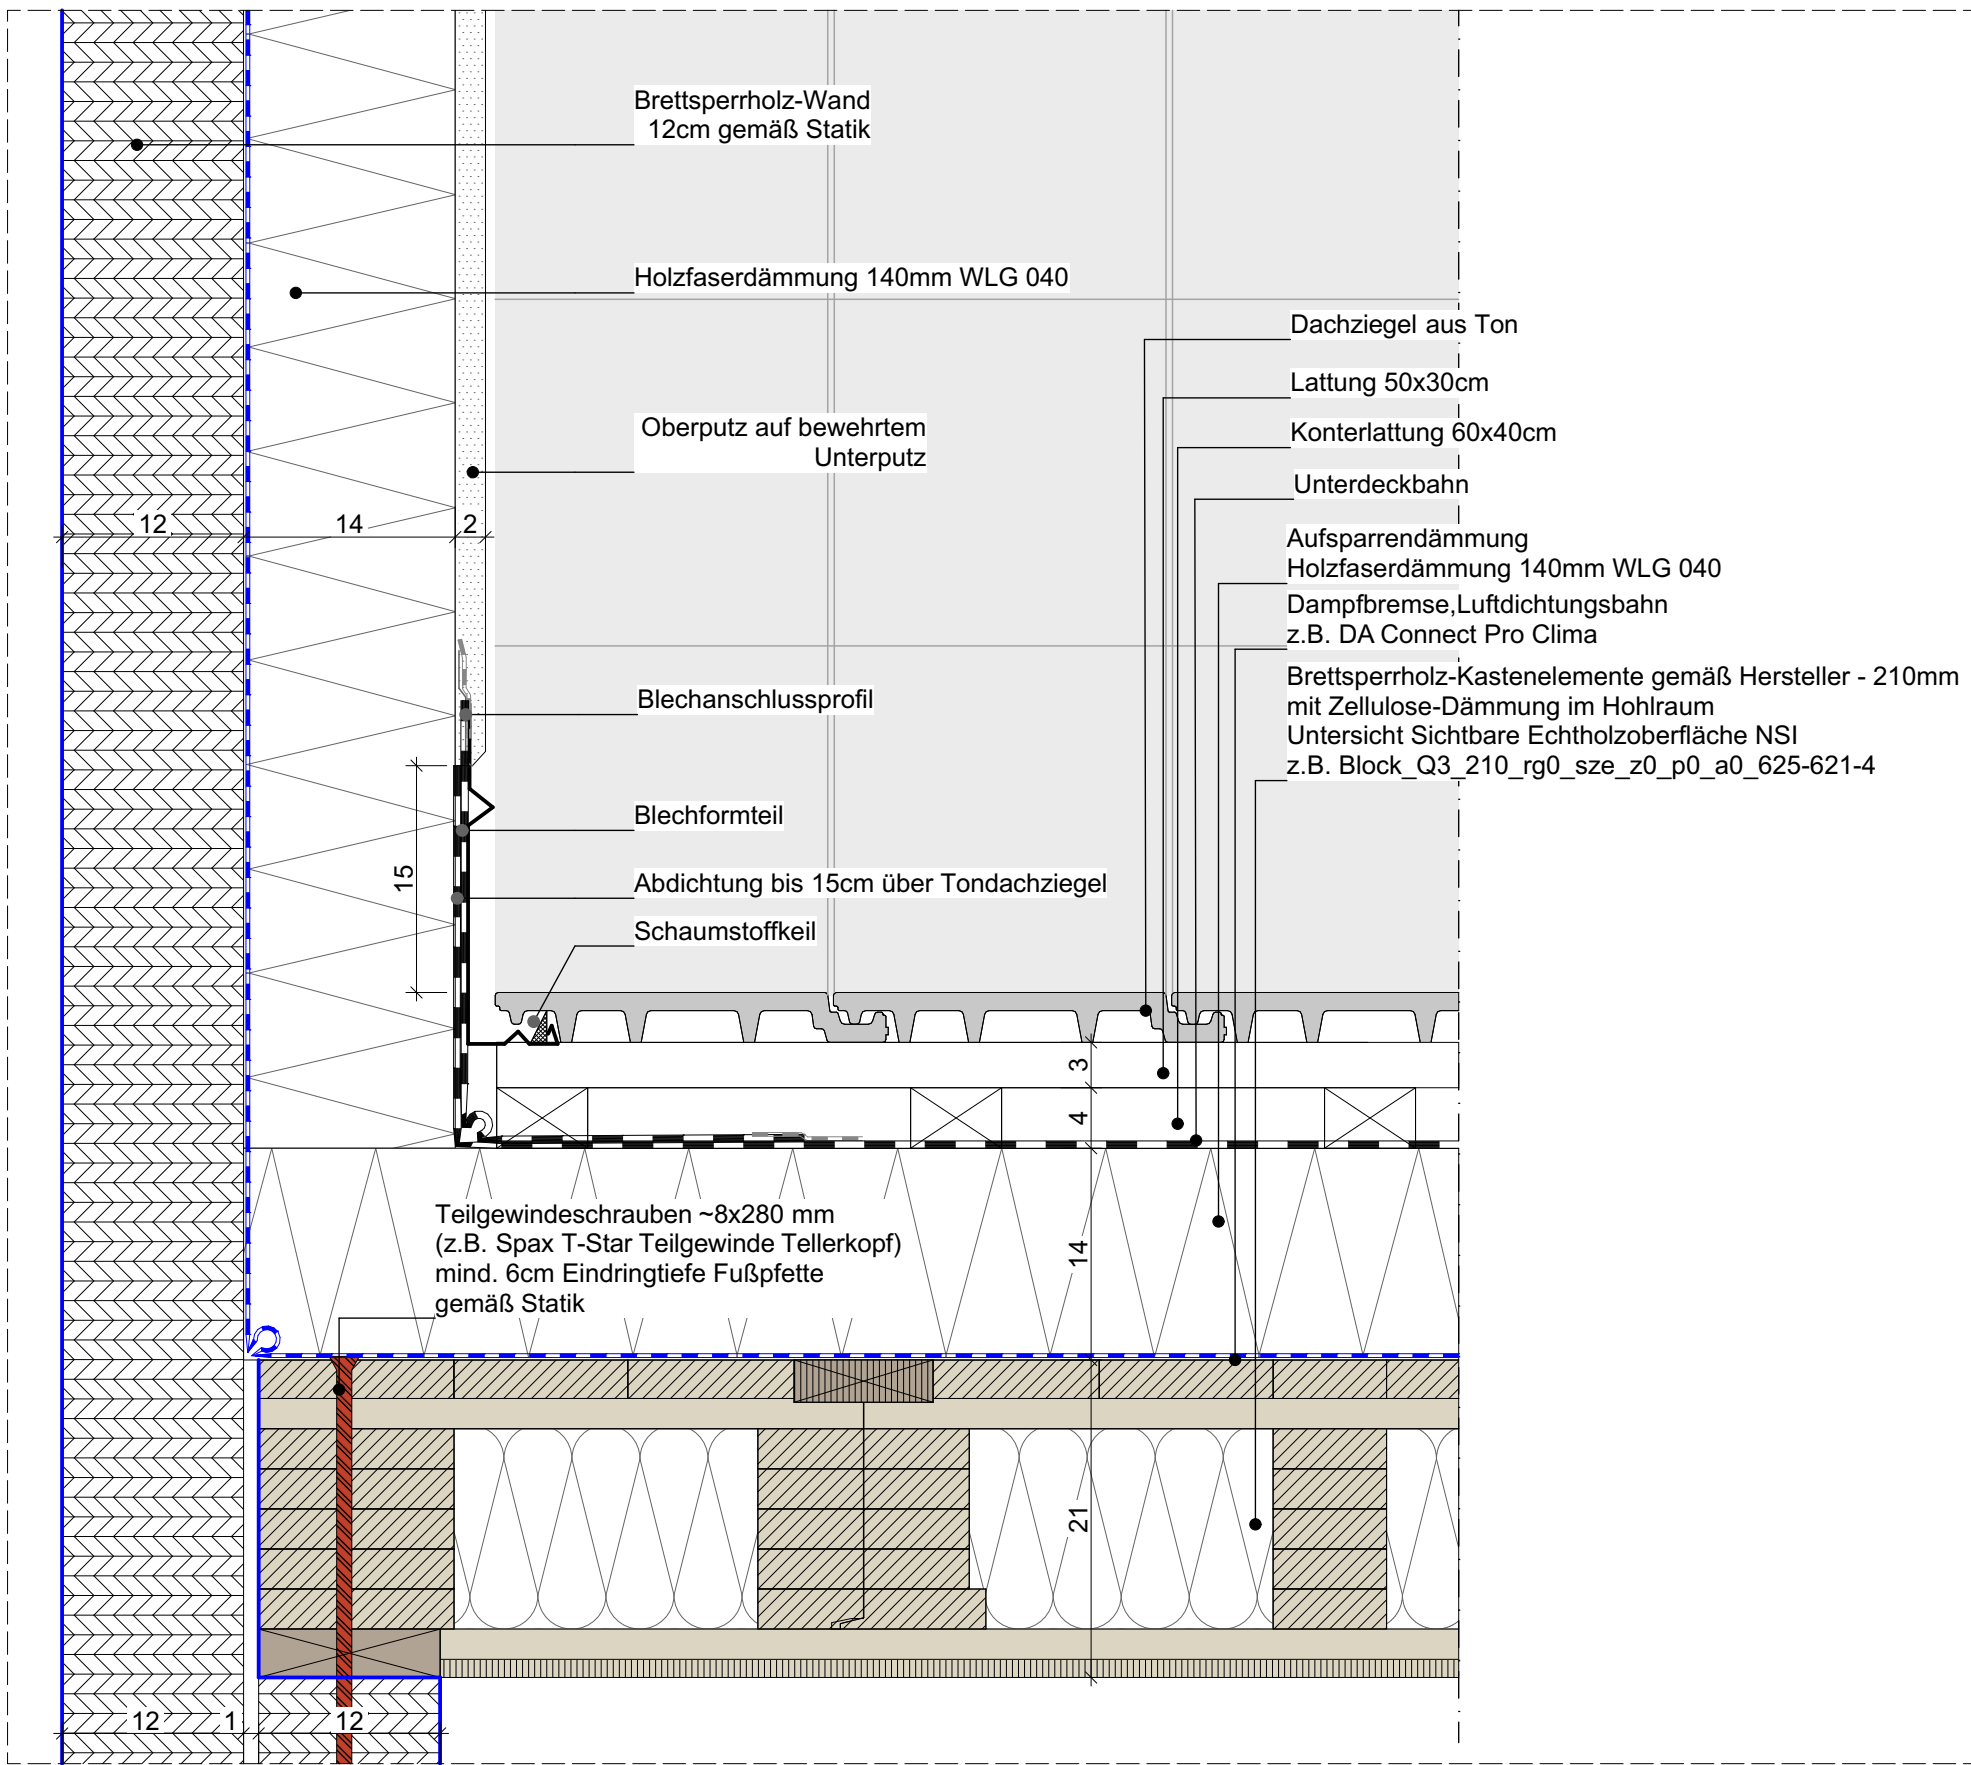 Brettsperrholz-Wand
12cm gemäß Statik
Holzfaserdämmung 140mm WLG 040
Dachziegel aus Ton
Lattung 50x30cm
Konterlattung 60x40cm
Unterdeckbahn
Oberputz auf bewehrtem
Unterputz
12
14
2
Aufsparrendämmung
Holzfaserdämmung 140mm WLG 040
Dampfbremse,Luftdichtungsbahn
z.B. DA Connect Pro Clima
Brettsperrholz-Kastenelemente gemäß Hersteller - 210mm
mit Zellulose-Dämmung im Hohlraum
Untersicht Sichtbare Echtholzoberfläche NSI
z.B. Block_Q3_210_rg0_sze_z0_p0_a0_625-621-4
Blechanschlussprofil
Blechformteil
15
Abdichtung bis 15cm über Tondachziegel
Schaumstoffkeil
3
4
Teilgewindeschrauben ~8x280 mm
(z.B. Spax T-Star Teilgewinde Tellerkopf)
mind. 6cm Eindringtiefe Fußpfette
gemäß Statik
14
21
12
1
12